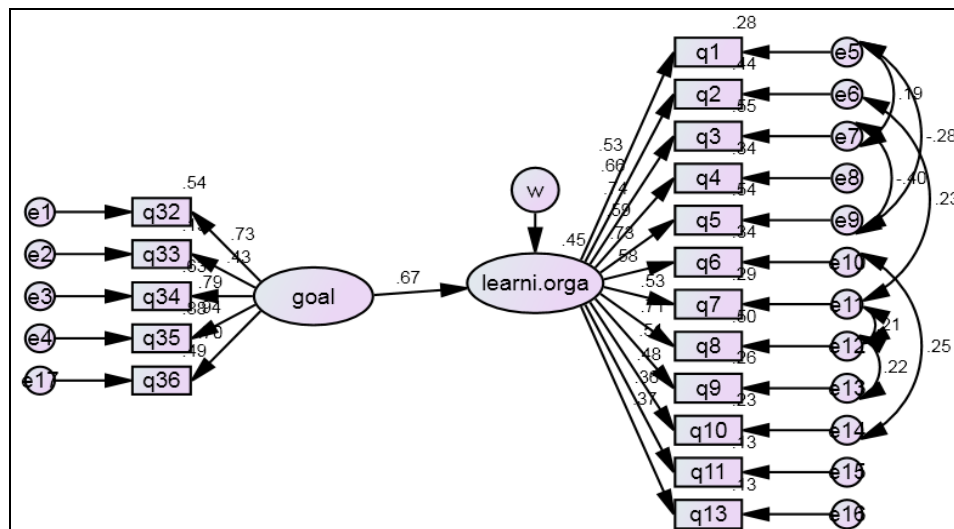 .28
q1
e5
.44
q2
e6
.19
.55
q3
e7
.53
-.28
.34
.66
q4
e8
-.40
.74
.54
.54
w
.59
q5
e9
.23
e1
q32
.73
.45
.34
.58
q6
e10
e2
q33
.43
.29
.63
.79
.67
.53
q7
e11
e3
q34
goal
learni.orga
.71
.50
.21
.25
.94
q8
e12
e4
q35
.26
.22
.49
.48
q9
e13
e17
q36
.23
.37
q10
e14
.13
q11
e15
.13
q13
e16